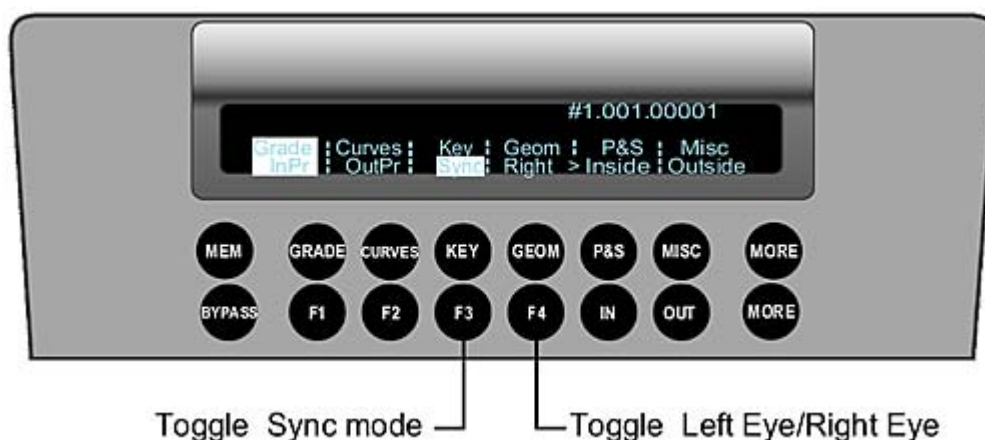 #1.001.00001
Grade ¦ Curves ¦ Key ¦ Geom ¦ P&S ¦ Misc
InPr ¦ OutPr ¦ Sync ¦ Right > Inside ¦ Outside
MEM GRADE CURVES KEY GEOM P&S MISC MORE
BYPASS F1 F2 F3 F4 IN OUT MORE
Toggle Sync mode Toggle Left Eye/Right Eye